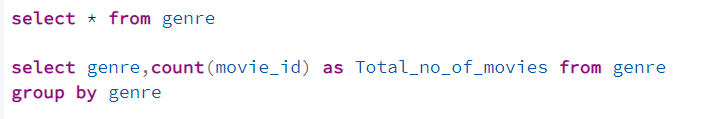 select * from genre
select genre,count(movie_id) as Total_no_of_movies from genre
group by genre